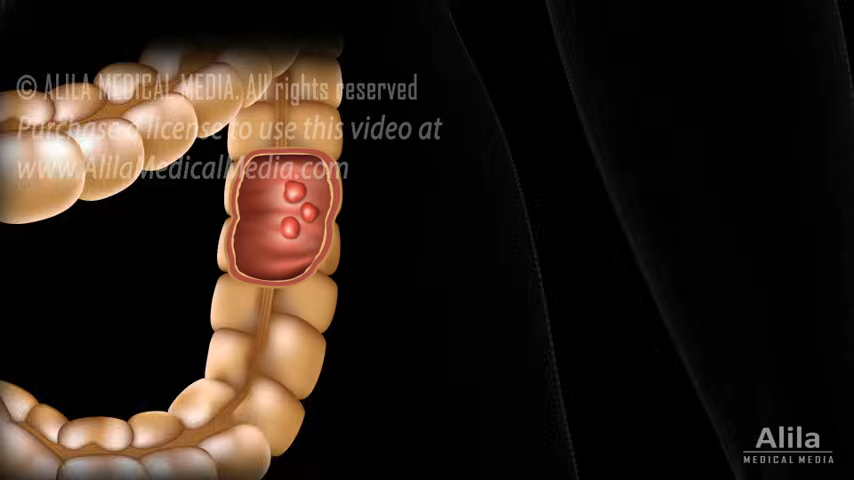 © ALILA MEDICAL MEDIA. All rights reserved
Purchase a license to use this video at
www.AlilaMedicalMedia.com
Alila
MEDICAL MEDIA